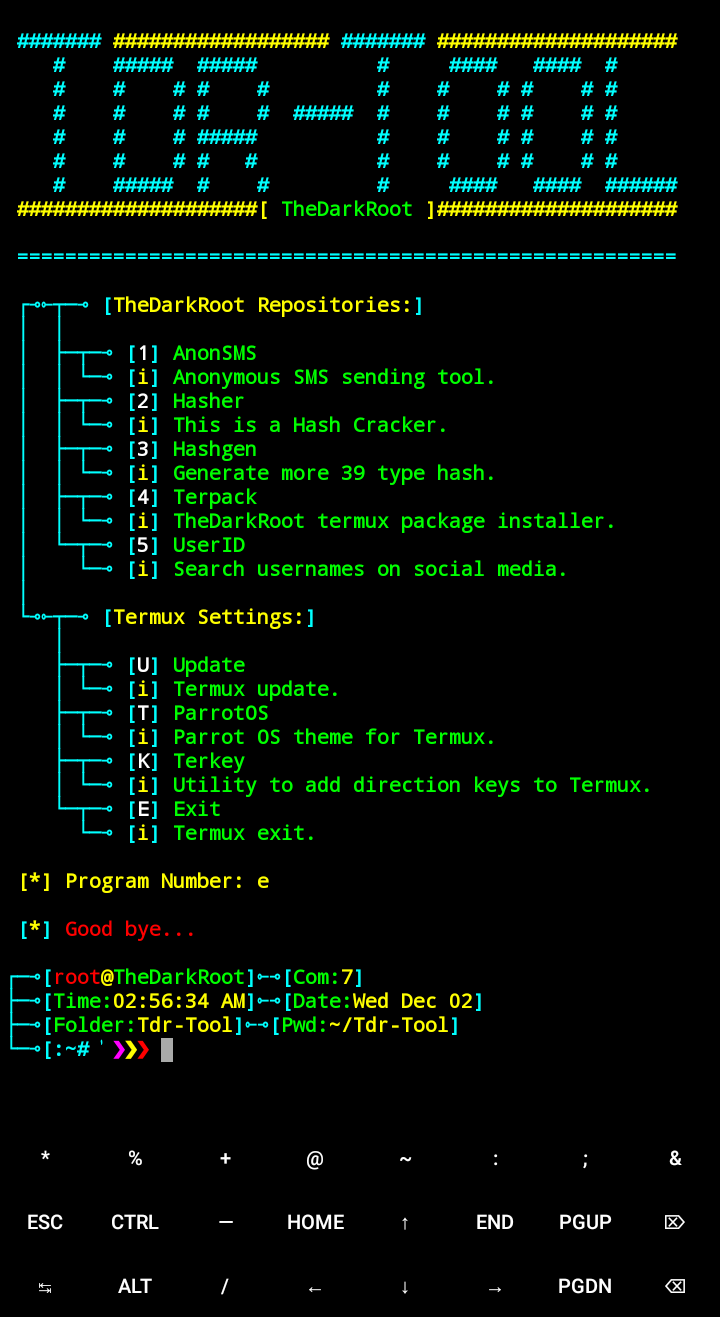 ####### ################## ####### ####################
# ##### ##### # #### #### #
# # # # # # # # # # #
# # # # # ##### # # # # # #
# # # ##### # # # # # #
# # # # # # # # # # #
# ##### # # # #### #### ######
####################[ TheDarkRoot ]####################
=======================================================
[TheDarkRoot Repositories:]
[1] AnonSMS
[i] Anonymous SMS sending tool.
[2] Hasher
[i] This is a Hash Cracker.
[3] Hashgen
[i] Generate more 39 type hash.
[4] Terpack
[i] TheDarkRoot termux package installer.
[5] UserID
[i] Search usernames on social media.
[Termux Settings:]
[U] Update
[i] Termux update.
[T] ParrotOS
[i] Parrot OS theme for Termux.
[K] Terkey
[i] Utility to add direction keys to Termux.
[E] Exit
[i] Termux exit.
[*] Program Number: e
[*] Good bye...
[root@TheDarkRoot]-[Com:7]
[Time:02:56:34 AM]-[Date:Wed Dec 02]
[Folder:Tdr-Tool]-[Pwd:~/Tdr-Tool]
[:~# ' ❯❯❯
* % + @ ~ : ; &
ESC CTRL — HOME ↑ END PGUP ⌦
↹ ALT / ← ↓ → PGDN ⌫